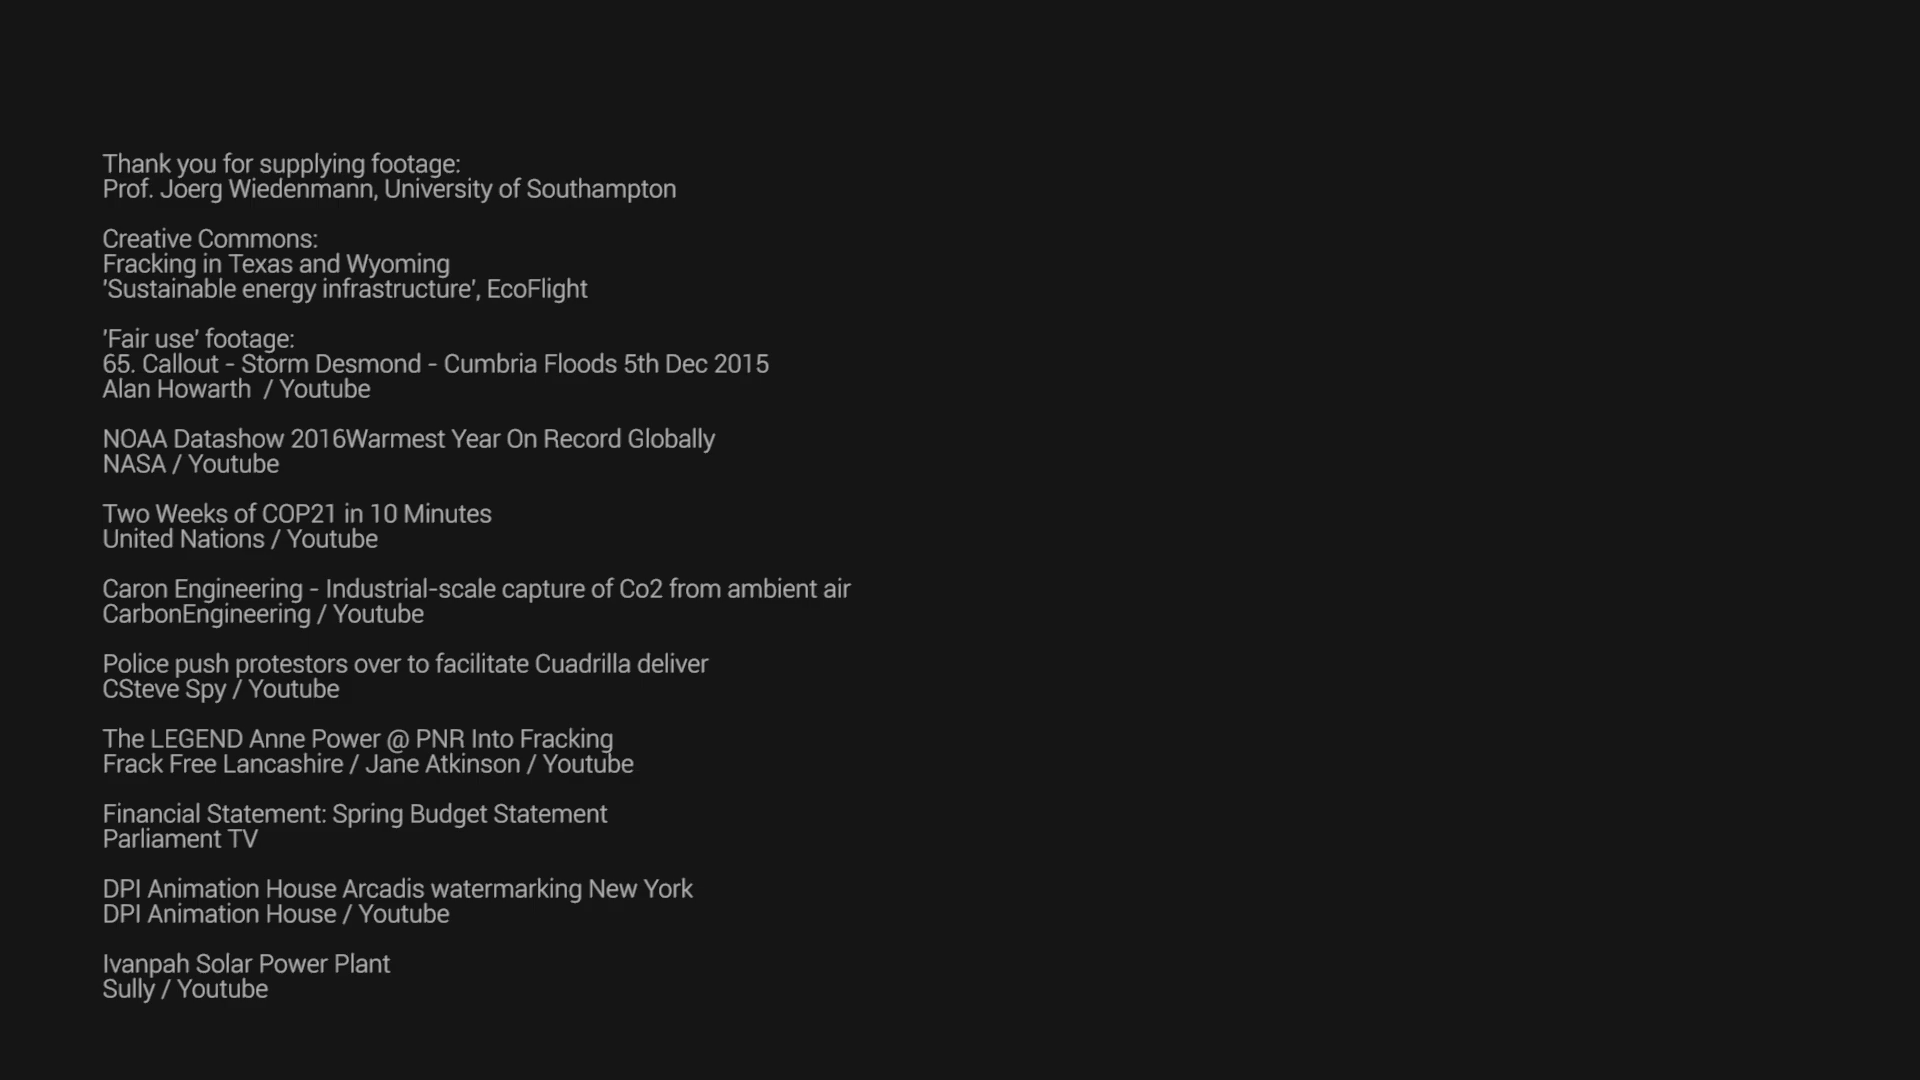 Thank you for supplying footage:
Prof. Joerg Wiedenmann, University of Southampton
Creative Commons:
Fracking in Texas and Wyoming
'Sustainable energy infrastructure', EcoFlight
'Fair use' footage:
65. Callout - Storm Desmond - Cumbria Floods 5th Dec 2015
Alan Howarth  / Youtube
NOAA Datashow 2016Warmest Year On Record Globally
NASA / Youtube
Two Weeks of COP21 in 10 Minutes
United Nations / Youtube
Caron Engineering - Industrial-scale capture of Co2 from ambient air
CarbonEngineering / Youtube
Police push protestors over to facilitate Cuadrilla deliver
CSteve Spy / Youtube
The LEGEND Anne Power @ PNR Into Fracking
Frack Free Lancashire / Jane Atkinson / Youtube
Financial Statement: Spring Budget Statement
Parliament TV
DPI Animation House Arcadis watermarking New York
DPI Animation House / Youtube
Ivanpah Solar Power Plant
Sully / Youtube